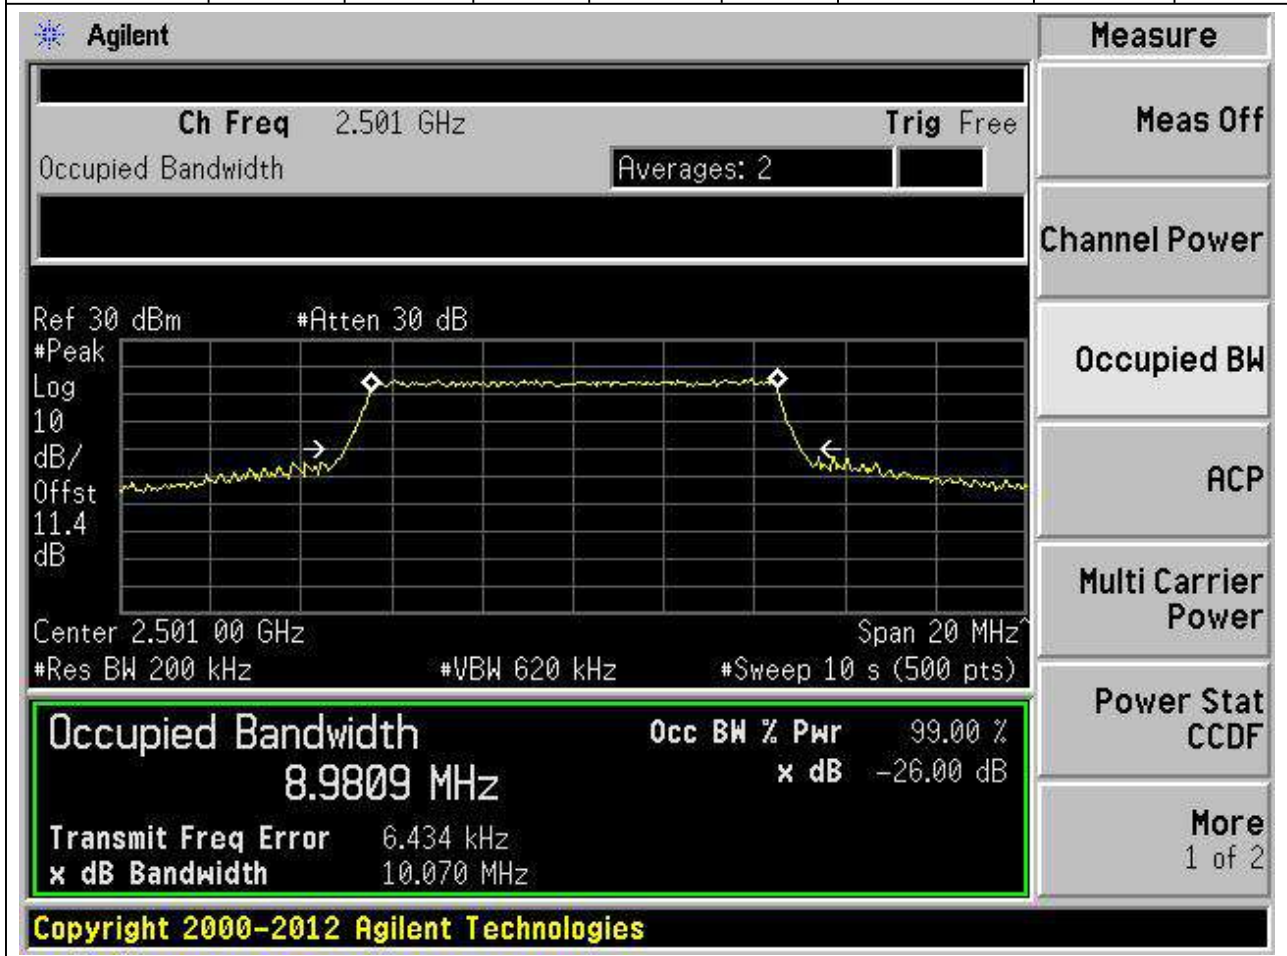 Agilent
Measure
Ch Freq 2.501 GHz Trig Free
Occupied Bandwidth Averages: 2
Meas Off
Channel Power
Occupied BW
ACP
Multi Carrier
Power
Power Stat
CCDF
More
1 of 2
Ref 30 dBm #Atten 30 dB
#Peak
Log
10
dB/
Offst
11.4
dB
Center 2.501 00 GHz Span 20 MHz^
#Res BW 200 kHz #VBW 620 kHz #Sweep 10 s (500 pts)
Occupied Bandwidth Occ BW % Pwr 99.00 %
8.9809 MHz x dB -26.00 dB
Transmit Freq Error 6.434 kHz
x dB Bandwidth 10.070 MHz
Copyright 2000-2012 Agilent Technologies